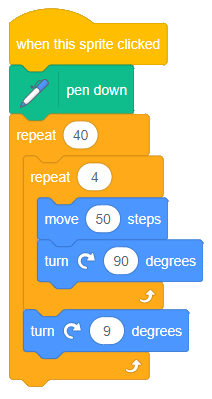 when this sprite clicked
pen down
repeat 40
repeat 4
move 50 steps
turn 90 degrees
turn 9 degrees